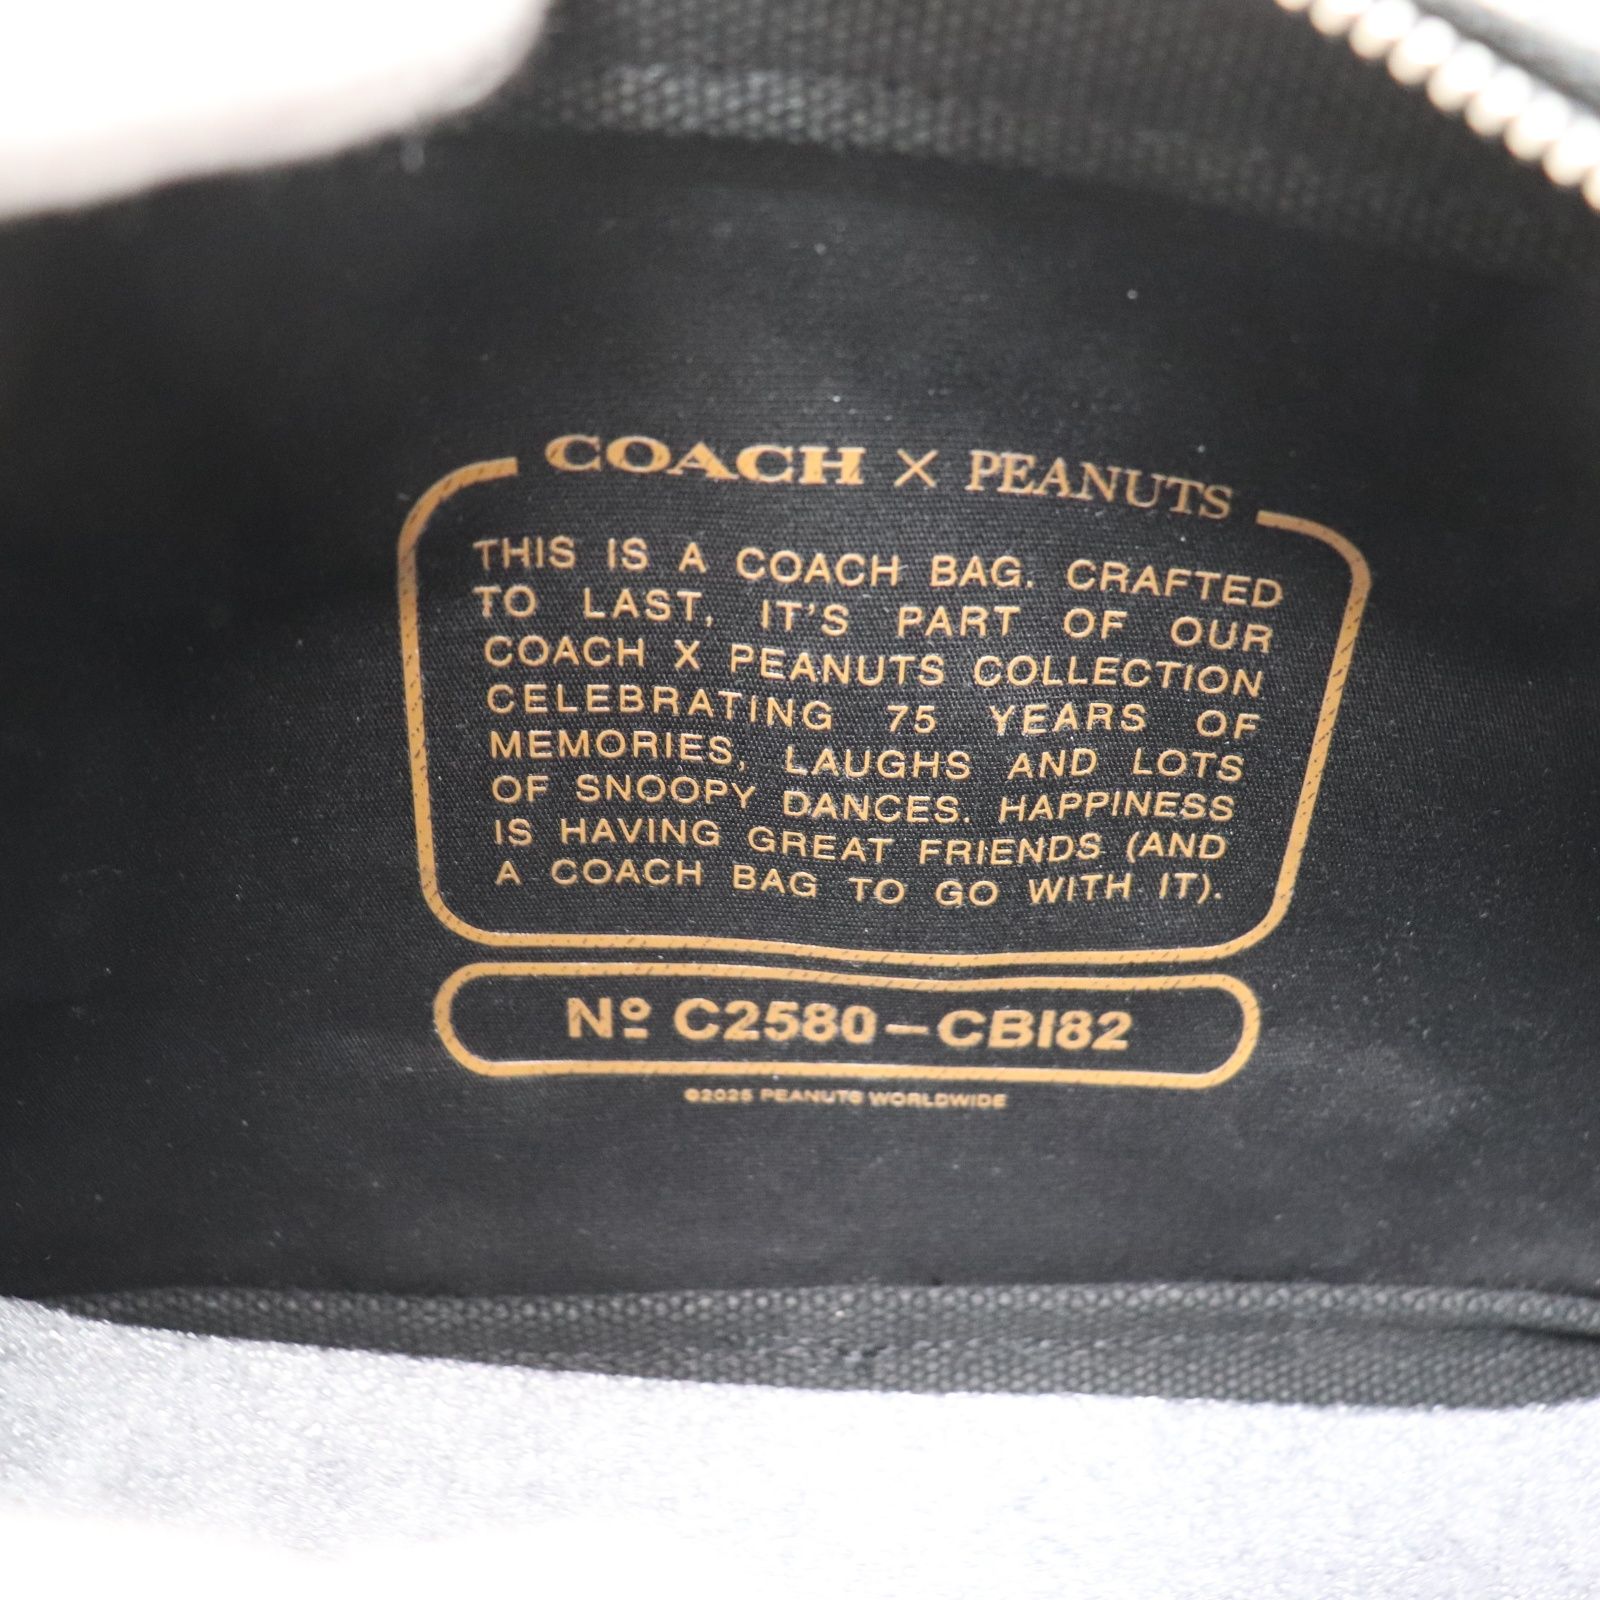 COACH × PEANUTS
THIS IS A COACH BAG. CRAFTED
TO LAST, IT'S PART OF OUR
COACH X PEANUTS COLLECTION
CELEBRATING 75 YEARS OF
MEMORIES, LAUGHS AND LOTS
OF SNOOPY DANCES. HAPPINESS
IS HAVING GREAT FRIENDS (AND
A COACH BAG TO GO WITH IT).
Nº C2580-CBI82
©2025 PEANUTS WORLDWIDE